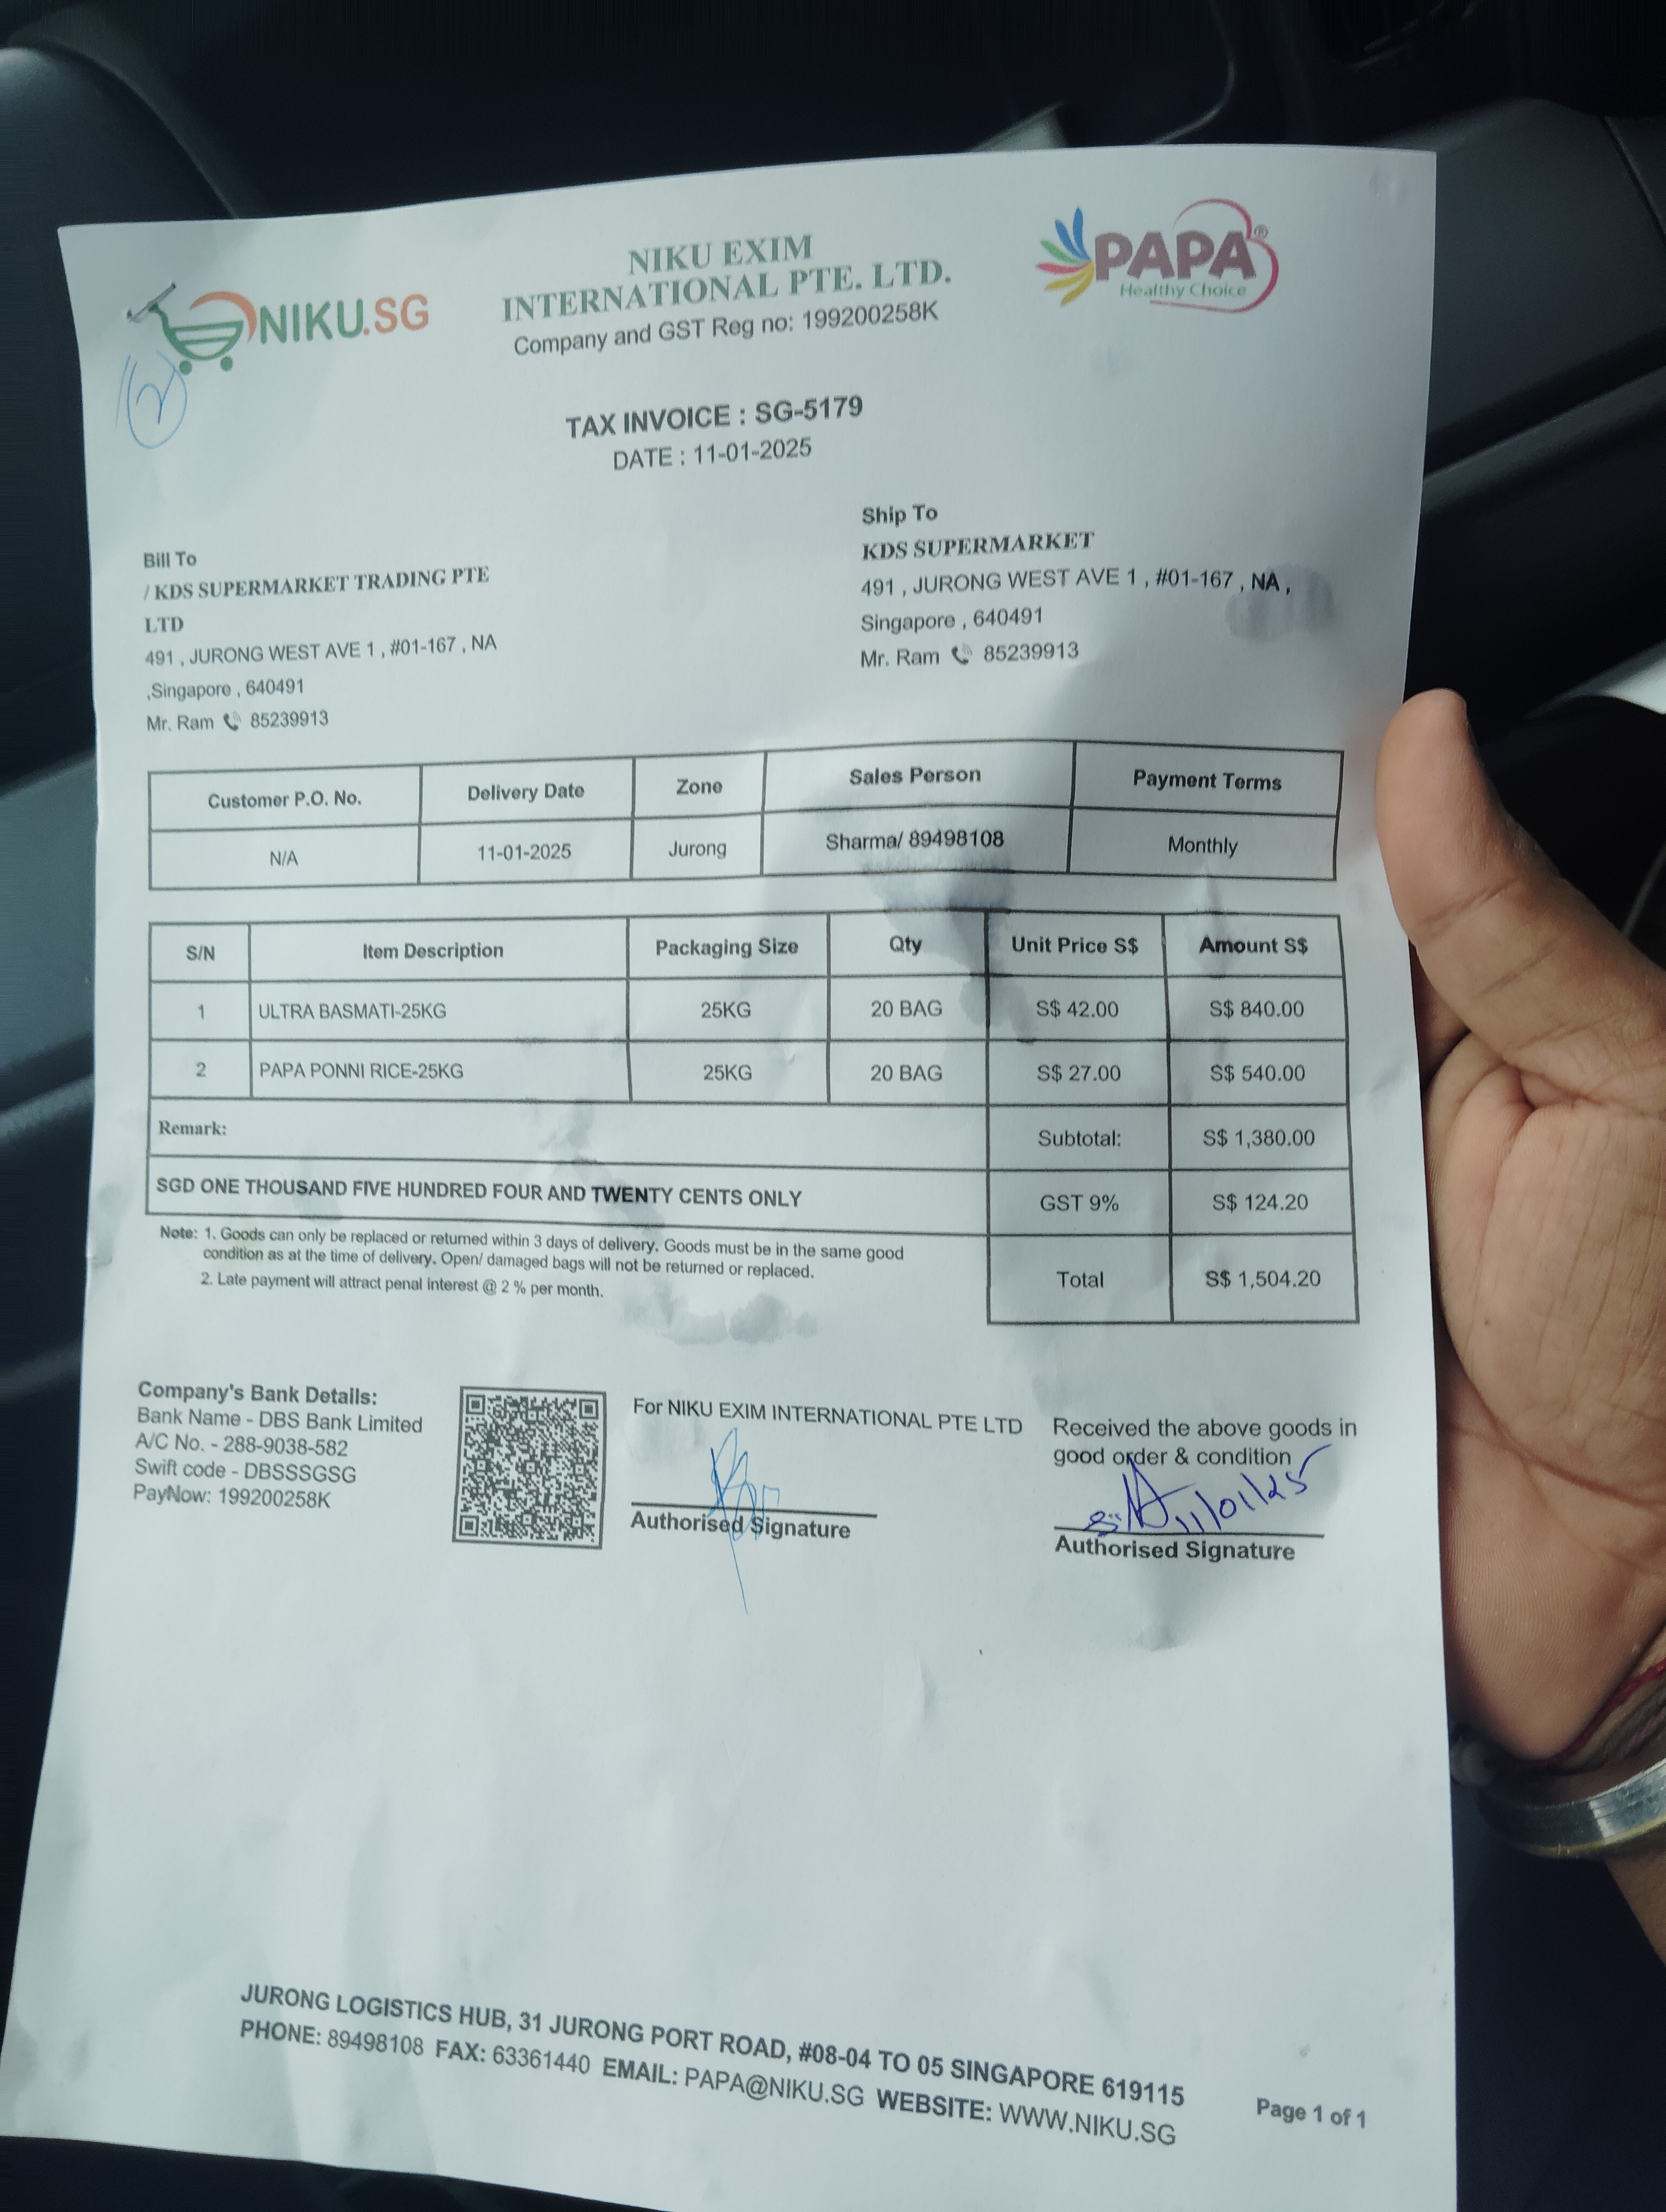 NIKU.SG
NIKU EXIM
INTERNATIONAL PTE. LTD.
Company and GST Reg no: 199200258K
PAPA®
Healthy Choice
2
TAX INVOICE : SG-5179
DATE : 11-01-2025
Bill To
/ KDS SUPERMARKET TRADING PTE
LTD
491 , JURONG WEST AVE 1 , #01-167 , NA
,Singapore , 640491
Mr. Ram 85239913
Ship To
KDS SUPERMARKET
491 , JURONG WEST AVE 1 , #01-167 , NA ,
Singapore , 640491
Mr. Ram 85239913
Customer P.O. No. Delivery Date Zone Sales Person Payment Terms
N/A 11-01-2025 Jurong Sharma/ 89498108 Monthly
S/N Item Description Packaging Size Qty Unit Price S$ Amount S$
1 ULTRA BASMATI-25KG 25KG 20 BAG S$ 42.00 S$ 840.00
2 PAPA PONNI RICE-25KG 25KG 20 BAG S$ 27.00 S$ 540.00
Remark: Subtotal: S$ 1,380.00
SGD ONE THOUSAND FIVE HUNDRED FOUR AND TWENTY CENTS ONLY GST 9% S$ 124.20
Total S$ 1,504.20
Note: 1. Goods can only be replaced or returned within 3 days of delivery. Goods must be in the same good
condition as at the time of delivery. Open/ damaged bags will not be returned or replaced.
2. Late payment will attract penal interest @ 2 % per month.
Company's Bank Details:
Bank Name - DBS Bank Limited
A/C No. - 288-9038-582
Swift code - DBSSSGSG
PayNow: 199200258K
For NIKU EXIM INTERNATIONAL PTE LTD
Authorised Signature
Received the above goods in
good order & condition
11/01/25
Authorised Signature
JURONG LOGISTICS HUB, 31 JURONG PORT ROAD, #08-04 TO 05 SINGAPORE 619115
PHONE: 89498108 FAX: 63361440 EMAIL: PAPA@NIKU.SG WEBSITE: WWW.NIKU.SG
Page 1 of 1